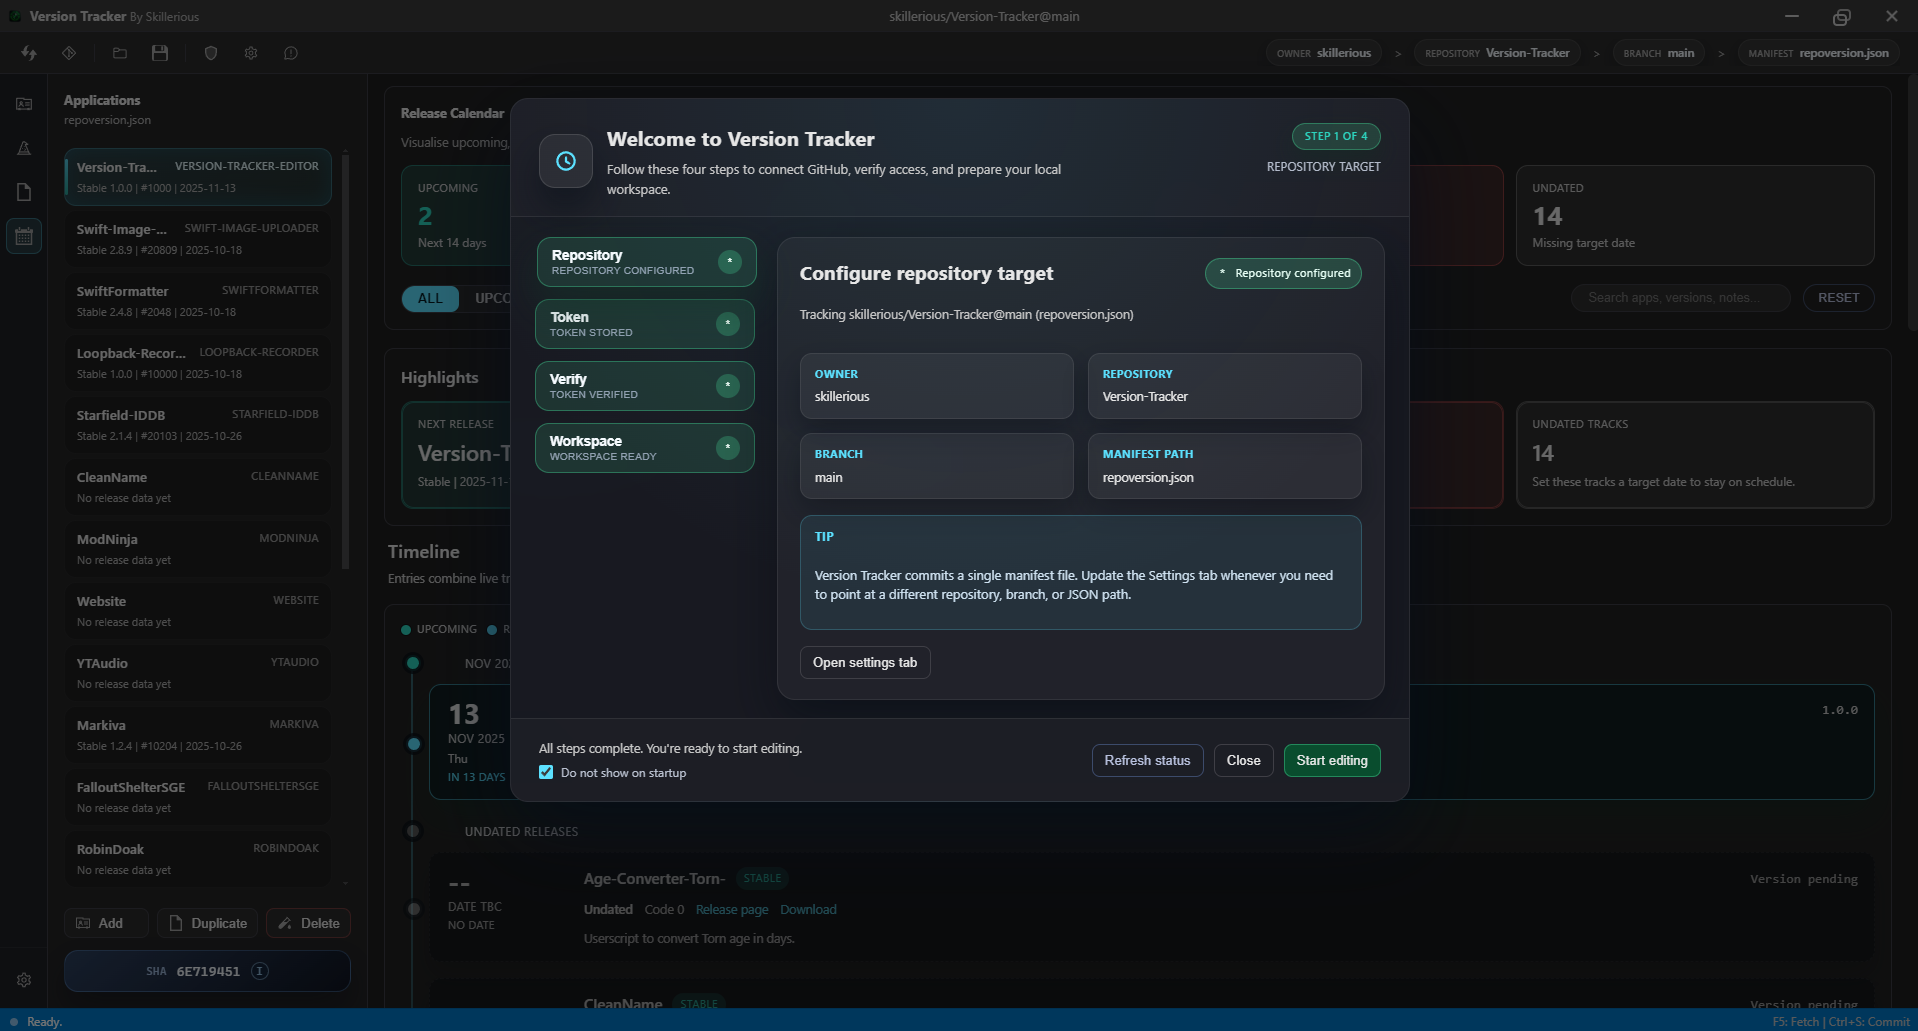 Version Tracker By Skillerious
skillerious/Version-Tracker@main
OWNER skillerious > REPOSITORY Version-Tracker > BRANCH main > MANIFEST repoversion.json
Applications
repoversion.json
Version-Tra... VERSION-TRACKER-EDITOR
Stable 1.0.0 | #1000 | 2025-11-13
Swift-Image-... SWIFT-IMAGE-UPLOADER
Stable 2.8.9 | #20809 | 2025-10-18
SwiftFormatter SWIFTFORMATTER
Stable 2.4.8 | #2048 | 2025-10-18
Loopback-Recor... LOOPBACK-RECORDER
Stable 1.0.0 | #10000 | 2025-10-18
Starfield-IDDB STARFIELD-IDDB
Stable 2.1.4 | #20103 | 2025-10-26
CleanName CLEANNAME
No release data yet
ModNinja MODNINJA
No release data yet
Website WEBSITE
No release data yet
YTAudio YTAUDIO
No release data yet
Markiva MARKIVA
Stable 1.2.4 | #10204 | 2025-10-26
FalloutShelterSGE FALLOUTSHELTERSGE
No release data yet
RobinDoak ROBINDOAK
No release data yet
Add Duplicate Delete
SHA 6E719451 I
Release Calendar
Visualise upcoming,
UPCOMING
2
Next 14 days
UNDATED
14
Missing target date
ALL UPCO
Search apps, versions, notes... RESET
Highlights
NEXT RELEASE
Version-T
Stable | 2025-11-
UNDATED TRACKS
14
Set these tracks a target date to stay on schedule.
Timeline
Entries combine live tr
UPCOMING R
NOV 202
13
NOV 2025
Thu
IN 13 DAYS
1.0.0
UNDATED RELEASES
--
DATE TBC
NO DATE
Age-Converter-Torn- STABLE
Version pending
Undated Code 0 Release page Download
Userscript to convert Torn age in days.
CleanName STABLE
Version pending
Welcome to Version Tracker
Follow these four steps to connect GitHub, verify access, and prepare your local
workspace.
STEP 1 OF 4
REPOSITORY TARGET
Repository
REPOSITORY CONFIGURED
*
Token
TOKEN STORED
*
Verify
TOKEN VERIFIED
*
Workspace
WORKSPACE READY
*
Configure repository target
* Repository configured
Tracking skillerious/Version-Tracker@main (repoversion.json)
OWNER
skillerious
REPOSITORY
Version-Tracker
BRANCH
main
MANIFEST PATH
repoversion.json
TIP
Version Tracker commits a single manifest file. Update the Settings tab whenever you need
to point at a different repository, branch, or JSON path.
Open settings tab
All steps complete. You're ready to start editing.
Do not show on startup
Refresh status Close Start editing
Ready.
F5: Fetch | Ctrl+S: Commit